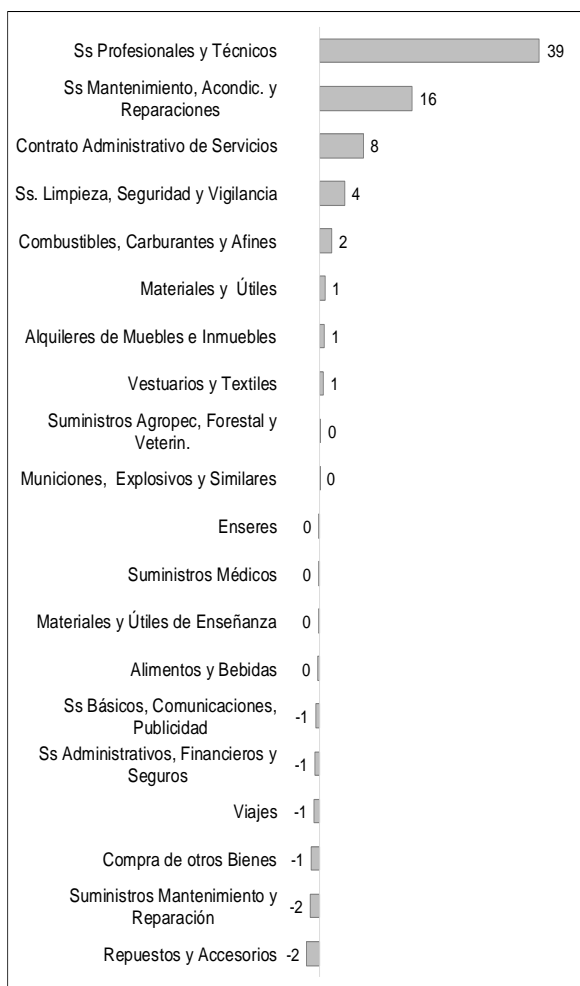 Ss Profesionales y Técnicos 39
Ss Mantenimiento, Acondic. y
Reparaciones 16
Contrato Administrativo de Servicios 8
Ss. Limpieza, Seguridad y Vigilancia 4
Combustibles, Carburantes y Afines 2
Materiales y Útiles 1
Alquileres de Muebles e Inmuebles 1
Vestuarios y Textiles 1
Suministros Agropec, Forestal y
Veterin. 0
Municiones, Explosivos y Similares 0
Enseres 0
Suministros Médicos 0
Materiales y Útiles de Enseñanza 0
Alimentos y Bebidas 0
Ss Básicos, Comunicaciones,
Publicidad -1
Ss Administrativos, Financieros y
Seguros -1
Viajes -1
Compra de otros Bienes -1
Suministros Mantenimiento y
Reparación -2
Repuestos y Accesorios -2